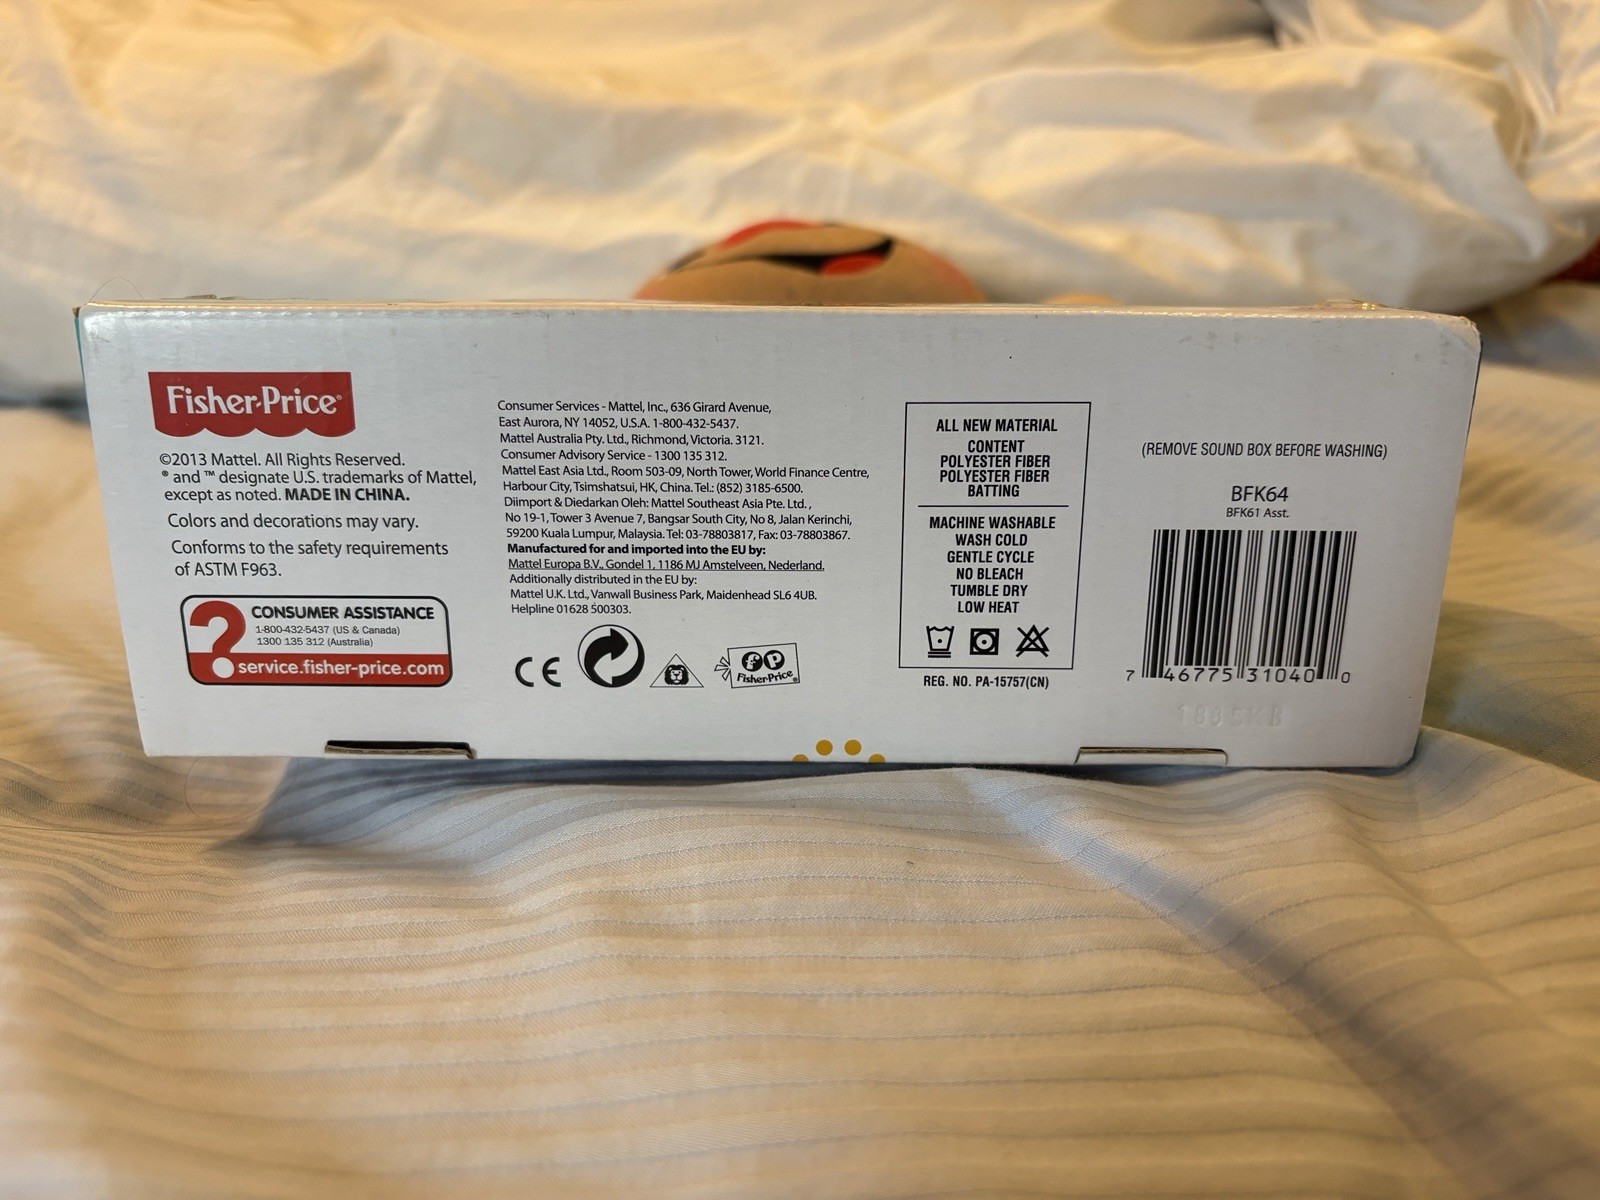 Fisher-Price®
©2013 Mattel. All Rights Reserved.
® and ™ designate U.S. trademarks of Mattel,
except as noted. MADE IN CHINA.
Colors and decorations may vary.
Conforms to the safety requirements
of ASTM F963.
?
CONSUMER ASSISTANCE
1-800-432-5437 (US & Canada)
1300 135 312 (Australia)
service.fisher-price.com
Consumer Services - Mattel, Inc., 636 Girard Avenue,
East Aurora, NY 14052, U.S.A. 1-800-432-5437.
Mattel Australia Pty. Ltd., Richmond, Victoria. 3121.
Consumer Advisory Service - 1300 135 312.
Mattel East Asia Ltd., Room 503-09, North Tower, World Finance Centre,
Harbour City, Tsimshatsui, HK, China. Tel.: (852) 3185-6500.
Diimport & Diedarkan Oleh: Mattel Southeast Asia Pte. Ltd.,
No 19-1, Tower 3 Avenue 7, Bangsar South City, No 8, Jalan Kerinchi,
59200 Kuala Lumpur, Malaysia. Tel: 03-78803817, Fax: 03-78803867.
Manufactured for and imported into the EU by:
Mattel Europa B.V., Gondel 1, 1186 MJ Amstelveen, Nederland.
Additionally distributed in the EU by:
Mattel U.K. Ltd., Vanwall Business Park, Maidenhead SL6 4UB.
Helpline 01628 500303.
CE
fP
Fisher-Price®
ALL NEW MATERIAL
CONTENT
POLYESTER FIBER
POLYESTER FIBER
BATTING
MACHINE WASHABLE
WASH COLD
GENTLE CYCLE
NO BLEACH
TUMBLE DRY
LOW HEAT
REG. NO. PA-15757(CN)
(REMOVE SOUND BOX BEFORE WASHING)
BFK64
BFK61 Asst.
7 46775 31040 0